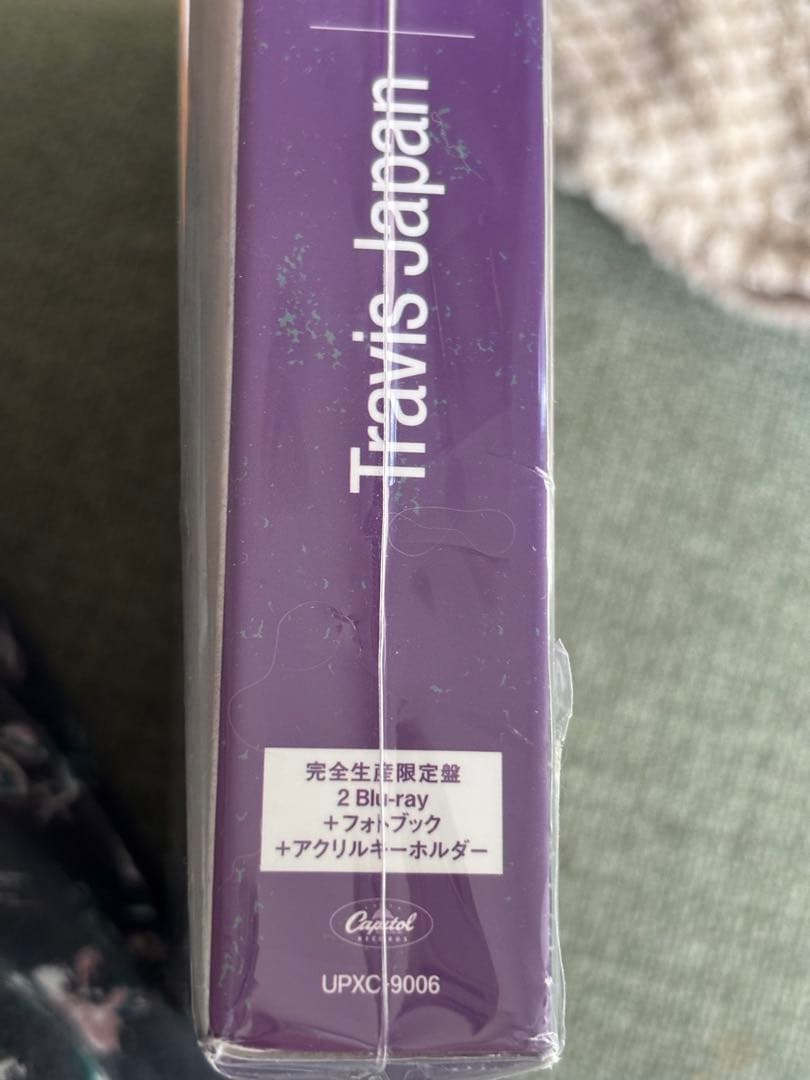 Travis Japan
完全生産限定盤
2 Blu-ray
＋フォトブック
＋アクリルキーホルダー
Capitol
RECORDS
UPXC-9006